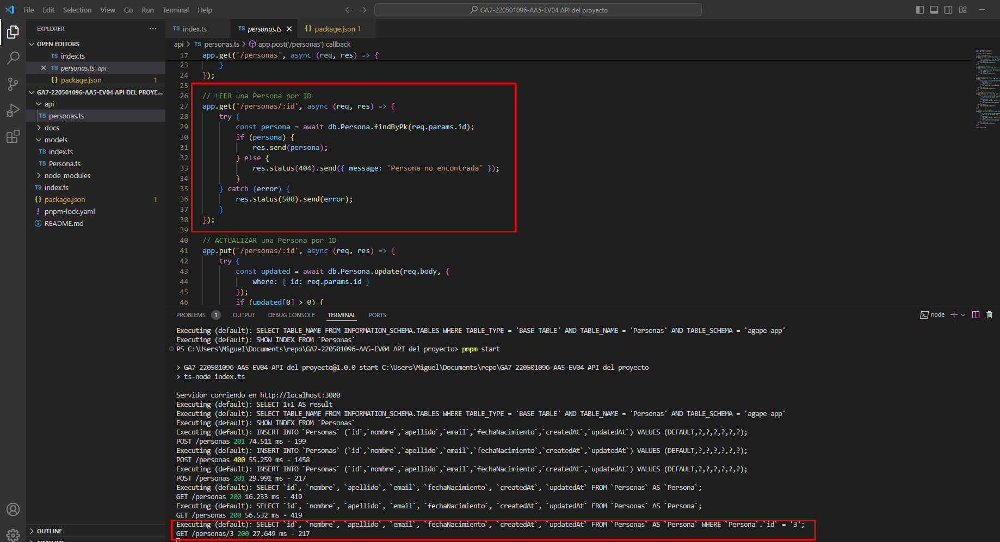 File Edit Selection View Go Run Terminal Help
GA7-220501096-AA5-EV04 API del proyecto
EXPLORER
OPEN EDITORS
TS index.ts
TS personas.ts api
{} package.json 1
GA7-220501096-AA5-EV04 API DEL PROYE...
api
TS personas.ts
docs
models
TS index.ts
TS Persona.ts
node_modules
TS index.ts
{} package.json 1
! pnpm-lock.yaml
README.md
OUTLINE
TIMELINE
TS index.ts TS personas.ts {} package.json 1
api > TS personas.ts > app.post('/personas') callback
17 app.get('/personas', async (req, res) => {
23 }
24 });
25
26 // LEER una Persona por ID
27 app.get('/personas/:id', async (req, res) => {
28 try {
29 const persona = await db.Persona.findByPk(req.params.id);
30 if (persona) {
31 res.send(persona);
32 } else {
33 res.status(404).send({ message: 'Persona no encontrada' });
34 }
35 } catch (error) {
36 res.status(500).send(error);
37 }
38 });
39
40 // ACTUALIZAR una Persona por ID
41 app.put('/personas/:id', async (req, res) => {
42 try {
43 const updated = await db.Persona.update(req.body, {
44 where: { id: req.params.id }
45 });
46 if (updated[0] > 0) {
PROBLEMS 1 OUTPUT DEBUG CONSOLE TERMINAL PORTS
node
Executing (default): SELECT TABLE_NAME FROM INFORMATION_SCHEMA.TABLES WHERE TABLE_TYPE = 'BASE TABLE' AND TABLE_NAME = 'Personas' AND TABLE_SCHEMA = 'agape-app'
Executing (default): SHOW INDEX FROM `Personas`
PS C:\Users\Miguel\Documents\repo\GA7-220501096-AA5-EV04 API del proyecto> pnpm start
> GA7-220501096-AA5-EV04-API-del-proyecto@1.0.0 start C:\Users\Miguel\Documents\repo\GA7-220501096-AA5-EV04 API del proyecto
> ts-node index.ts
Servidor corriendo en http://localhost:3000
Executing (default): SELECT 1+1 AS result
Executing (default): SELECT TABLE_NAME FROM INFORMATION_SCHEMA.TABLES WHERE TABLE_TYPE = 'BASE TABLE' AND TABLE_NAME = 'Personas' AND TABLE_SCHEMA = 'agape-app'
Executing (default): SHOW INDEX FROM `Personas`
Executing (default): INSERT INTO `Personas` (`id`,`nombre`,`apellido`,`email`,`fechaNacimiento`,`createdAt`,`updatedAt`) VALUES (DEFAULT,?,?,?,?,?,?);
POST /personas 201 74.511 ms - 199
Executing (default): INSERT INTO `Personas` (`id`,`nombre`,`apellido`,`email`,`fechaNacimiento`,`createdAt`,`updatedAt`) VALUES (DEFAULT,?,?,?,?,?,?);
POST /personas 400 55.259 ms - 1458
Executing (default): INSERT INTO `Personas` (`id`,`nombre`,`apellido`,`email`,`fechaNacimiento`,`createdAt`,`updatedAt`) VALUES (DEFAULT,?,?,?,?,?,?);
POST /personas 201 29.991 ms - 217
Executing (default): SELECT `id`, `nombre`, `apellido`, `email`, `fechaNacimiento`, `createdAt`, `updatedAt` FROM `Personas` AS `Persona`;
GET /personas 200 16.233 ms - 419
Executing (default): SELECT `id`, `nombre`, `apellido`, `email`, `fechaNacimiento`, `createdAt`, `updatedAt` FROM `Personas` AS `Persona`;
GET /personas 200 56.532 ms - 419
Executing (default): SELECT `id`, `nombre`, `apellido`, `email`, `fechaNacimiento`, `createdAt`, `updatedAt` FROM `Personas` AS `Persona` WHERE `Persona`.`id` = '3';
GET /personas/3 200 27.649 ms - 217